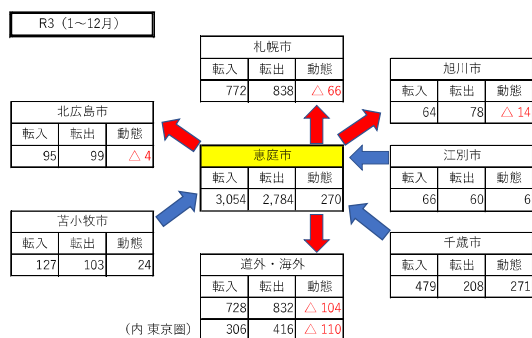 R3（1～12月）
札幌市
転入 転出 動態
772 838 △ 66
旭川市
転入 転出 動態
64 78 △ 14
北広島市
転入 転出 動態
95 99 △ 4
恵庭市
転入 転出 動態
3,054 2,784 270
江別市
転入 転出 動態
66 60 6
苫小牧市
転入 転出 動態
127 103 24
千歳市
転入 転出 動態
479 208 271
道外・海外
転入 転出 動態
728 832 △ 104
（内 東京圏） 306 416 △ 110